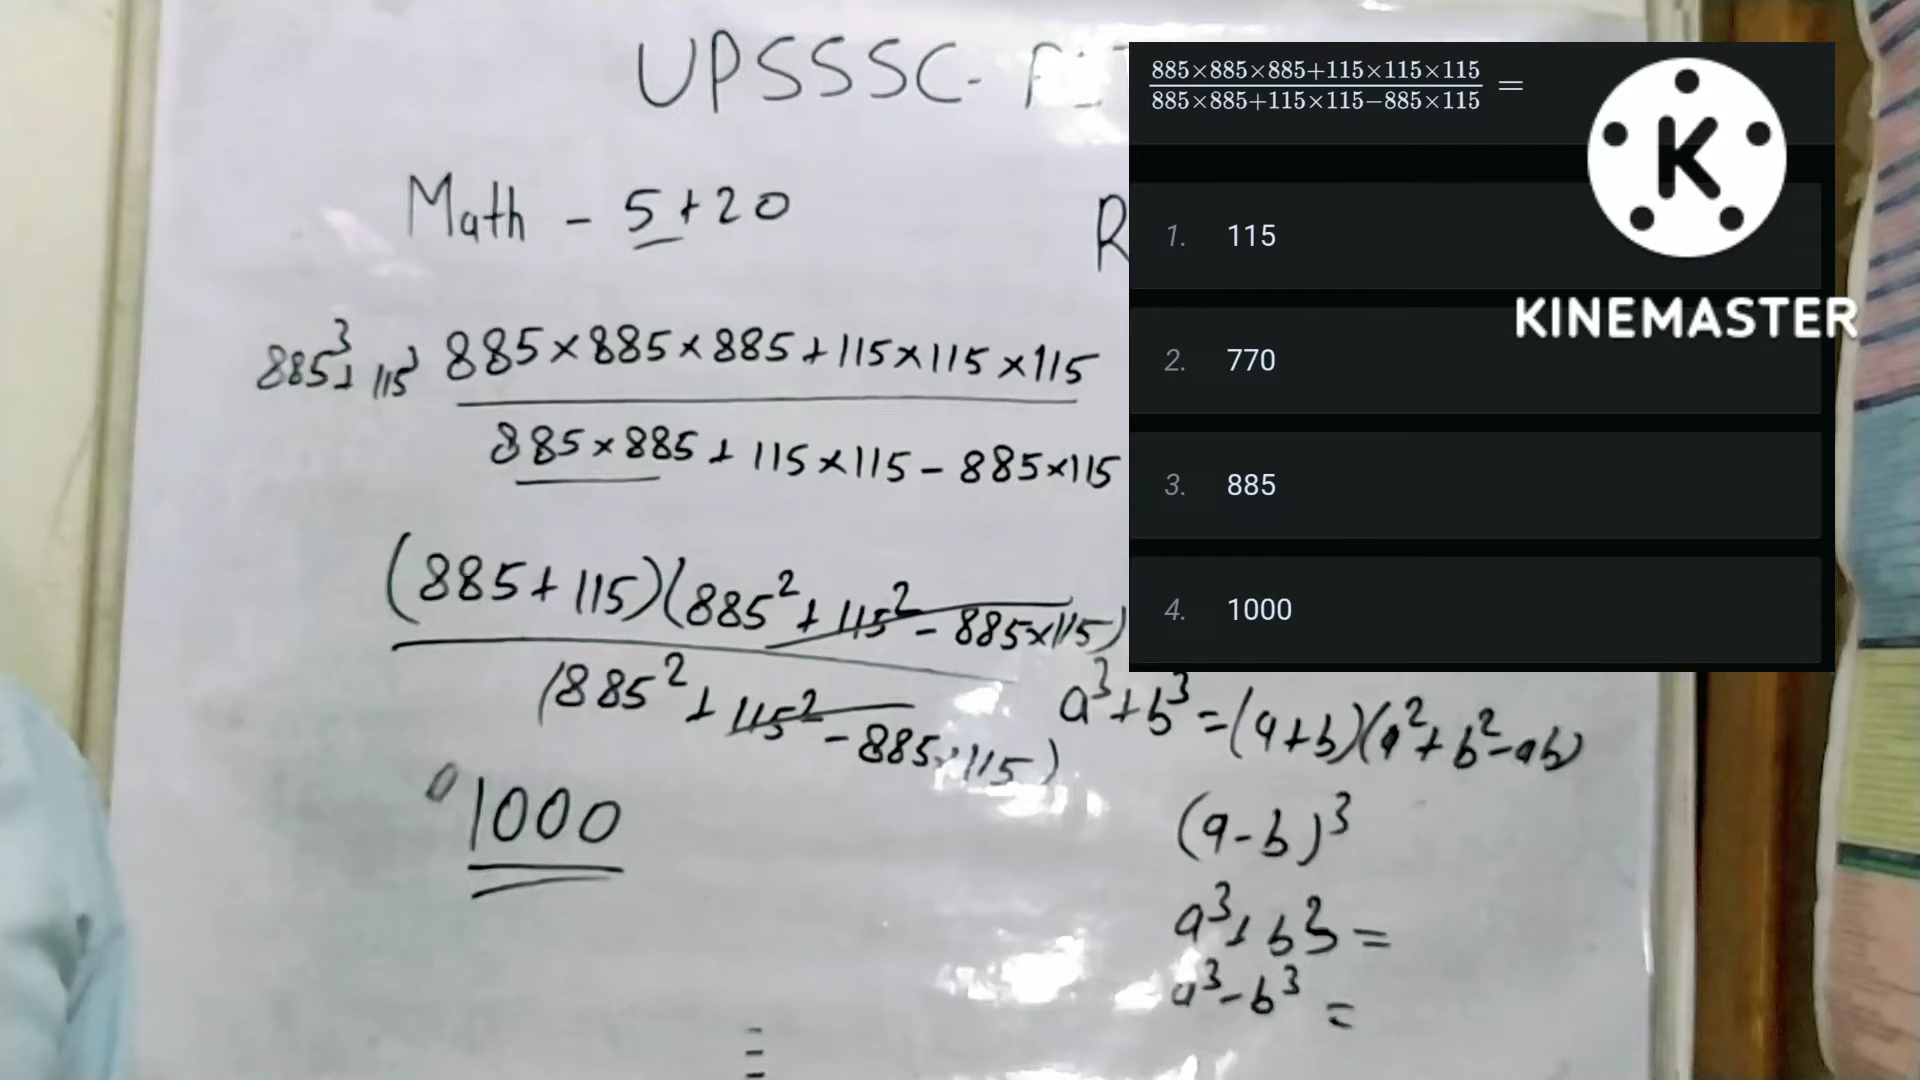 UPSSSC-
Math - 5+20
R
885³+115³ 885×885×885+115×115×115
885×885+115×115-885×115
(885+115)(885²+115²-885×115)
(885²+115²-885×115)
1000
a³+b³=(a+b)(a²+b²-ab)
(a-b)³
a³+b³=
a³-b³=
885×885×885+115×115×115
885×885+115×115−885×115
=
1. 115
2. 770
3. 885
4. 1000
K
KINEMASTER